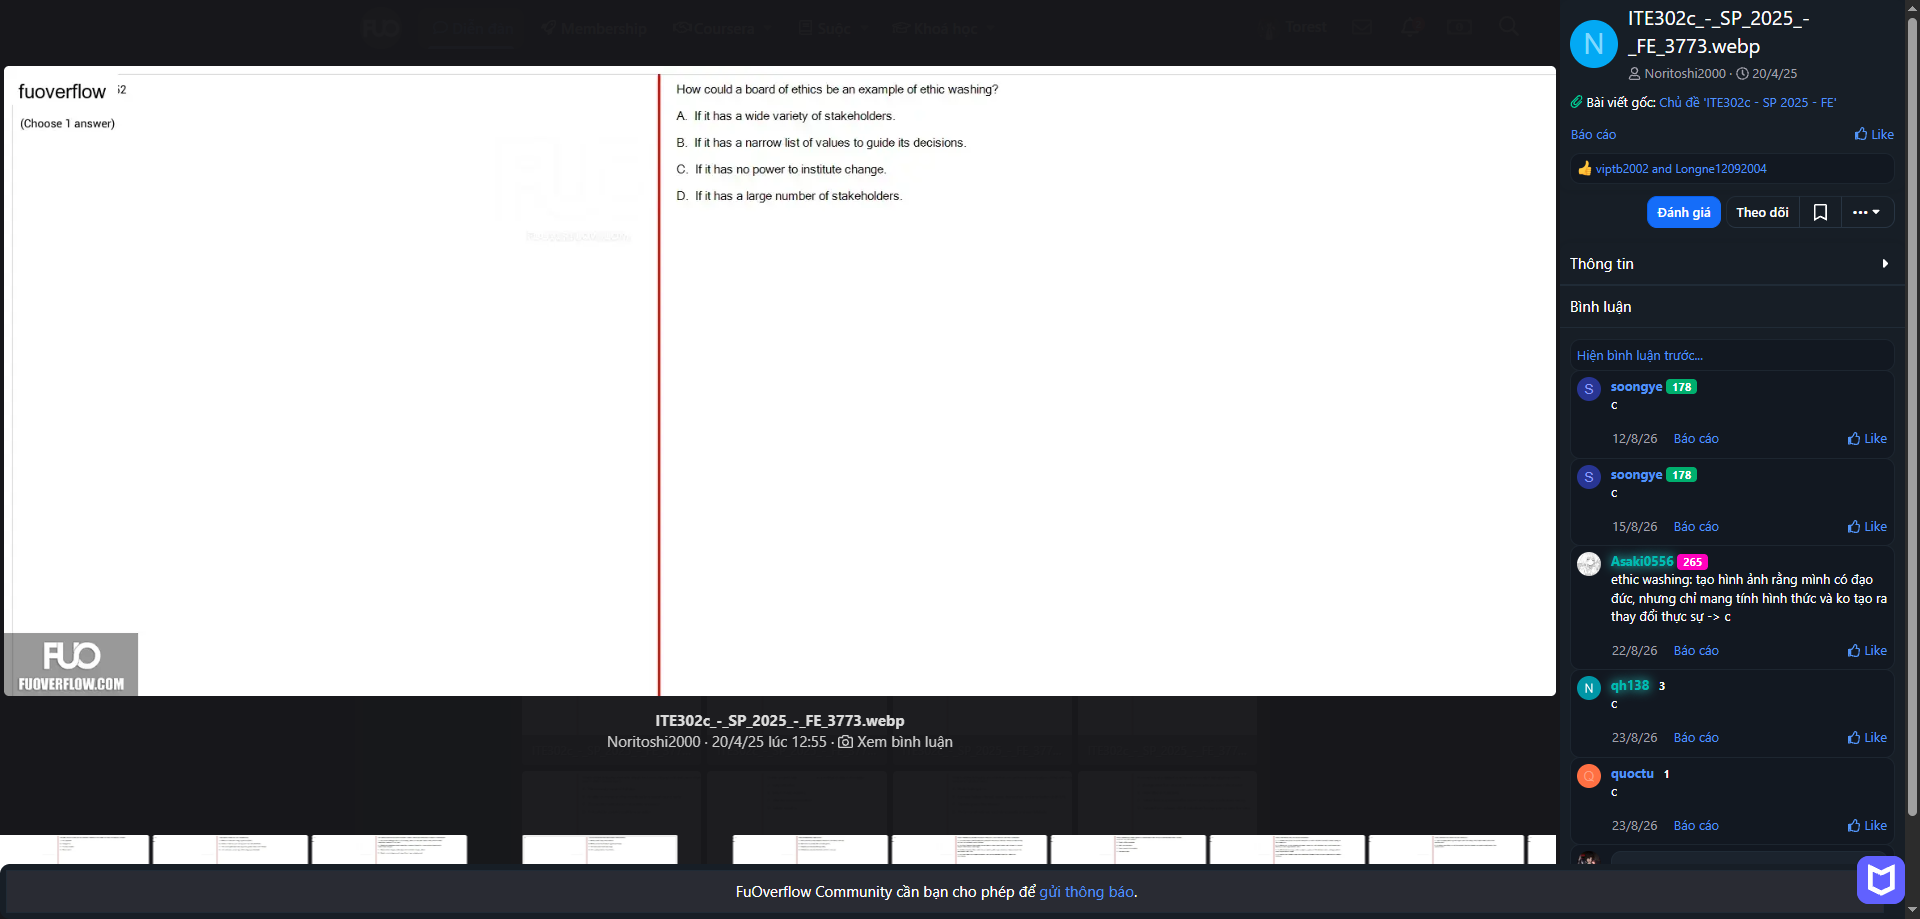 Membership
Coursera
Khoá học
Torest
fuoverflow
52
(Choose 1 answer)
How could a board of ethics be an example of ethic washing?
A. If it has a wide variety of stakeholders.
B. If it has a narrow list of values to guide its decisions.
C. If it has no power to institute change.
D. If it has a large number of stakeholders.
FUO
FUOVERFLOW.COM
ITE302c_-_SP_2025_-_FE_3773.webp
Noritoshi2000 · 20/4/25 lúc 12:55 · Xem bình luận
N
ITE302c_-_SP_2025_-
_FE_3773.webp
Noritoshi2000 · 20/4/25
Bài viết gốc: Chủ đề 'ITE302c - SP 2025 - FE'
Báo cáo
Like
viptb2002 and Longne12092004
Đánh giá
Theo dõi
Thông tin
Bình luận
Hiện bình luận trước...
S
soongye 178
c
12/8/26 Báo cáo Like
S
soongye 178
c
15/8/26 Báo cáo Like
Asaki0556 265
ethic washing: tạo hình ảnh rằng mình có đạo
đức, nhưng chỉ mang tính hình thức và ko tạo ra
thay đổi thực sự -> c
22/8/26 Báo cáo Like
N
qh138 3
c
23/8/26 Báo cáo Like
Q
quoctu 1
c
23/8/26 Báo cáo Like
FuOverflow Community cần bạn cho phép để gửi thông báo.